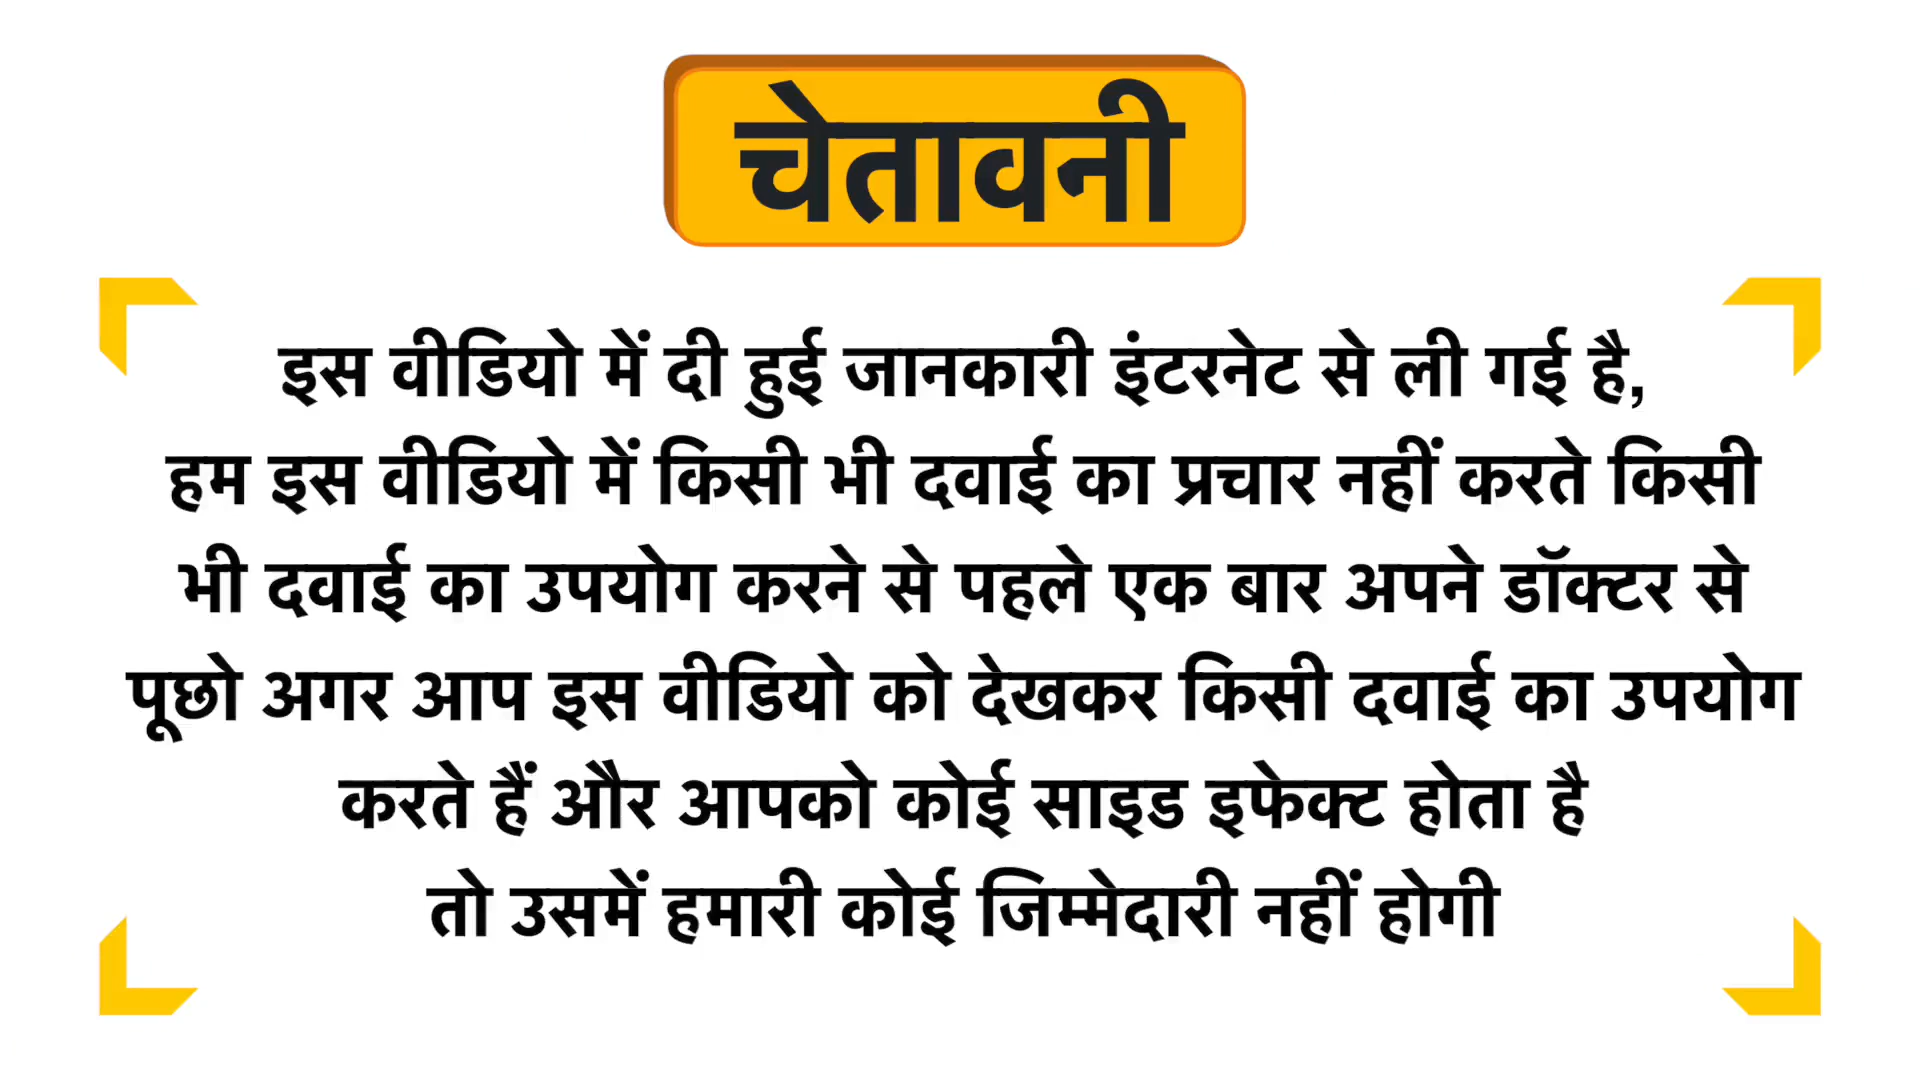 चेतावनी
इस वीडियो में दी हुई जानकारी इंटरनेट से ली गई है,
हम इस वीडियो में किसी भी दवाई का प्रचार नहीं करते किसी
भी दवाई का उपयोग करने से पहले एक बार अपने डॉक्टर से
पूछो अगर आप इस वीडियो को देखकर किसी दवाई का उपयोग
करते हैं और आपको कोई साइड इफेक्ट होता है
तो उसमें हमारी कोई जिम्मेदारी नहीं होगी